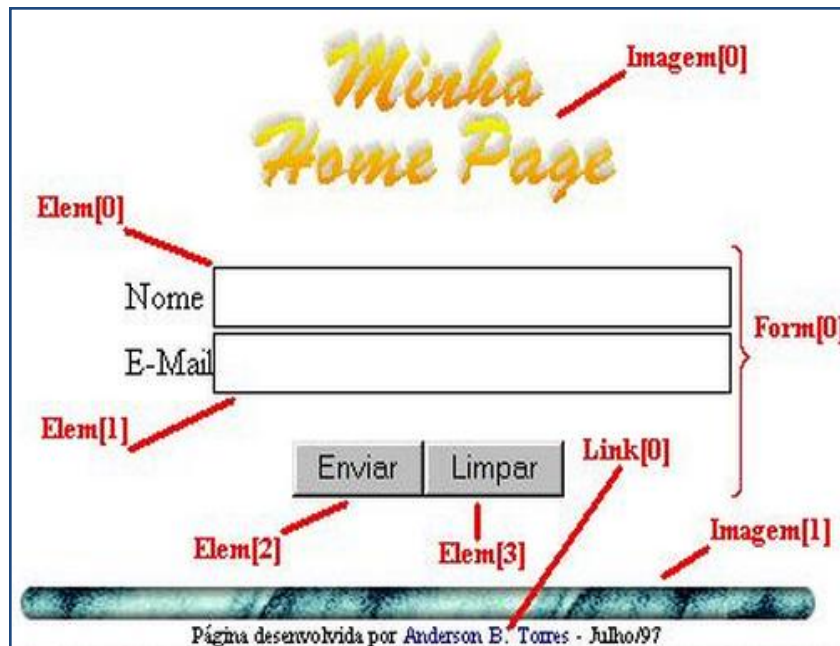 Minha
Home Page
Imagem[0]
Elem[0]
Nome
Form[0]
E-Mail
Elem[1]
Enviar
Limpar
Link[0]
Elem[2]
Elem[3]
Imagem[1]
Página desenvolvida por Anderson B. Torres - Julho/97